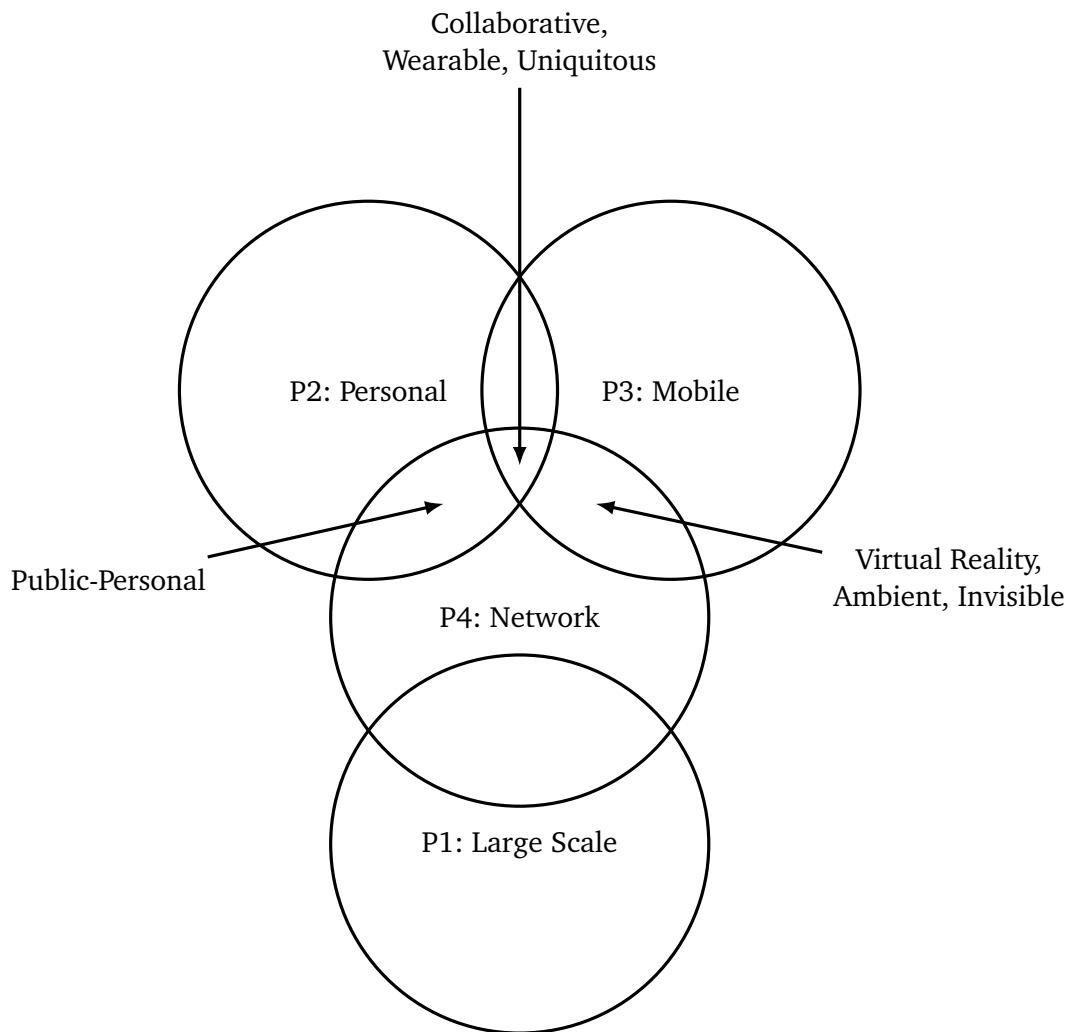 Collaborative,
Wearable, Uniquitous
P2: Personal
P3: Mobile
Public-Personal
Virtual Reality,
Ambient, Invisible
P4: Network
P1: Large Scale